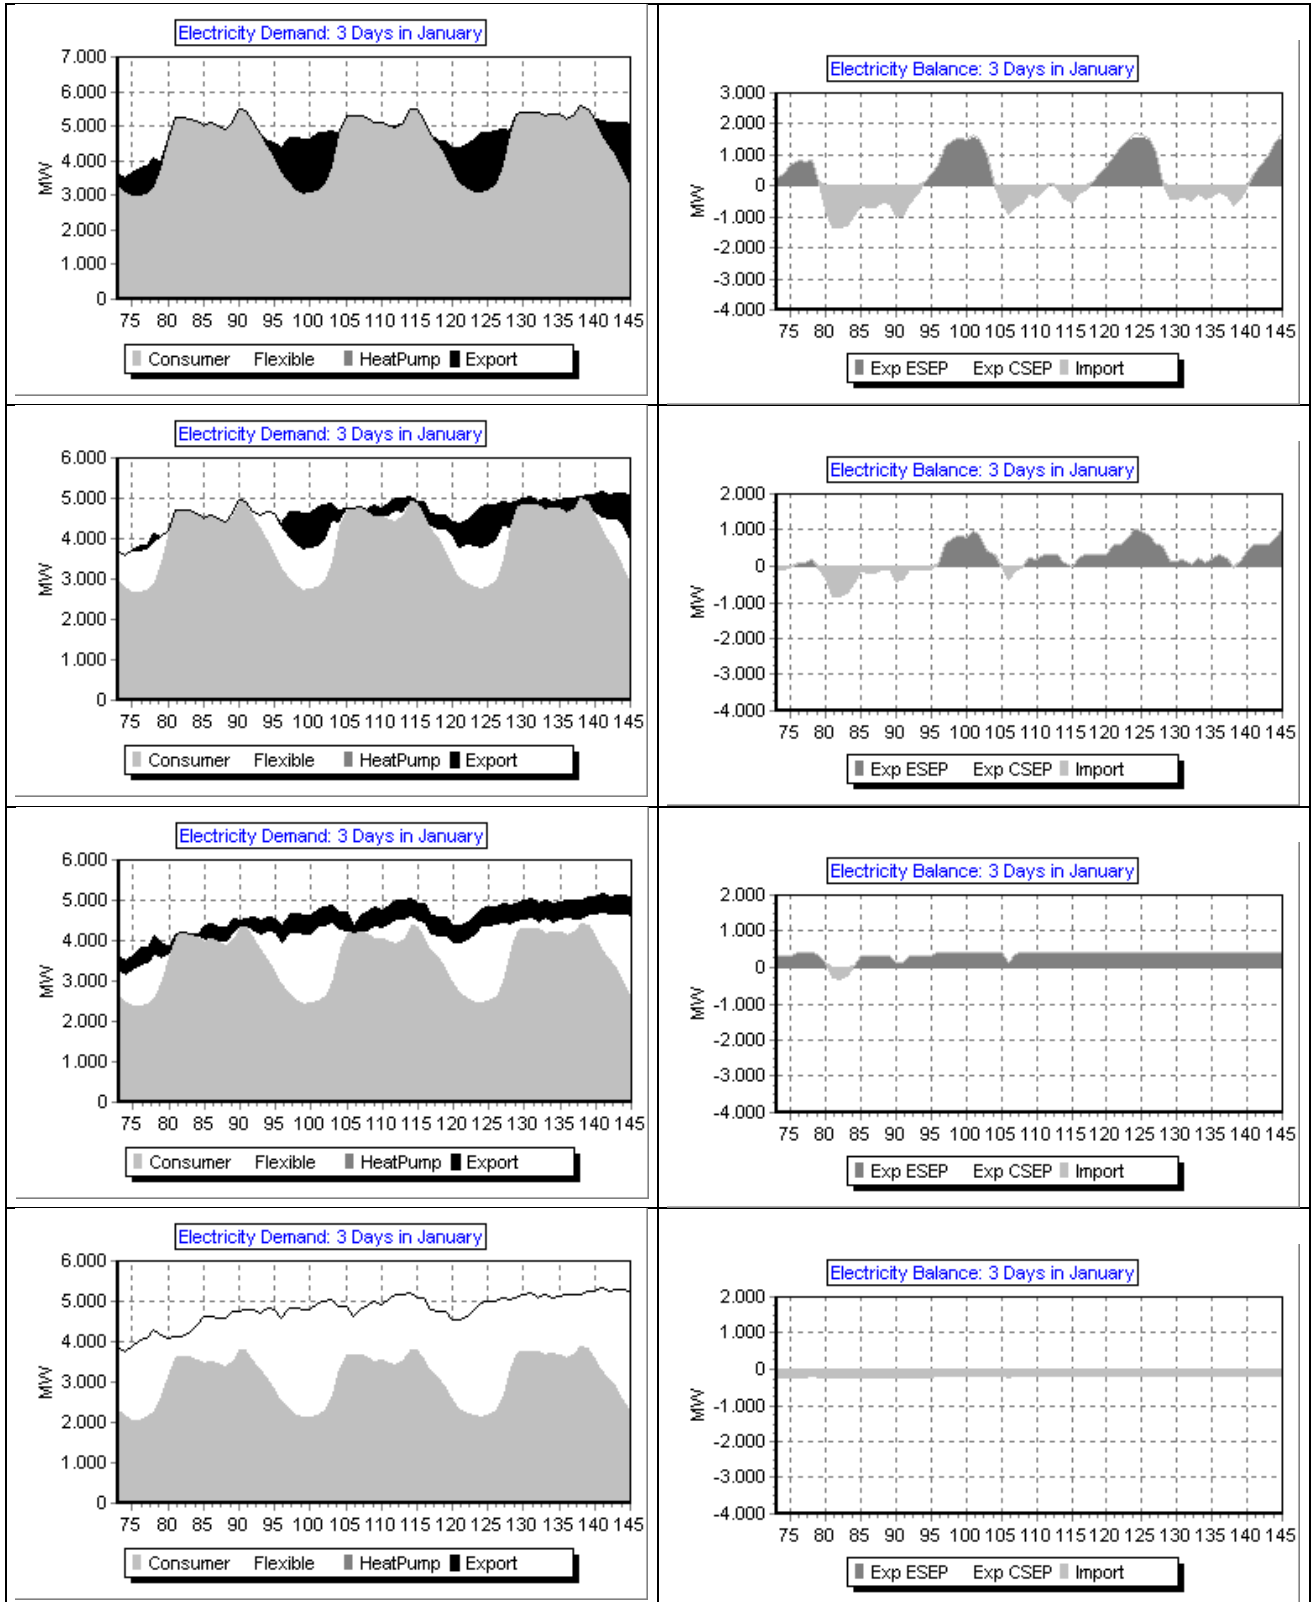 Electricity Demand: 3 Days in January
7.000
6.000
5.000
4.000
3.000
2.000
1.000
0
MW
75 80 85 90 95 100 105 110 115 120 125 130 135 140 145
Consumer Flexible HeatPump Export
Electricity Balance: 3 Days in January
3.000
2.000
1.000
0
-1.000
-2.000
-3.000
-4.000
MW
75 80 85 90 95 100 105 110 115 120 125 130 135 140 145
Exp ESEP Exp CSEP Import
Electricity Demand: 3 Days in January
6.000
5.000
4.000
3.000
2.000
1.000
0
MW
75 80 85 90 95 100 105 110 115 120 125 130 135 140 145
Consumer Flexible HeatPump Export
Electricity Balance: 3 Days in January
2.000
1.000
0
-1.000
-2.000
-3.000
-4.000
MW
75 80 85 90 95 100 105 110 115 120 125 130 135 140 145
Exp ESEP Exp CSEP Import
Electricity Demand: 3 Days in January
6.000
5.000
4.000
3.000
2.000
1.000
0
MW
75 80 85 90 95 100 105 110 115 120 125 130 135 140 145
Consumer Flexible HeatPump Export
Electricity Balance: 3 Days in January
2.000
1.000
0
-1.000
-2.000
-3.000
-4.000
MW
75 80 85 90 95 100 105 110 115 120 125 130 135 140 145
Exp ESEP Exp CSEP Import
Electricity Demand: 3 Days in January
6.000
5.000
4.000
3.000
2.000
1.000
0
MW
75 80 85 90 95 100 105 110 115 120 125 130 135 140 145
Consumer Flexible HeatPump Export
Electricity Balance: 3 Days in January
2.000
1.000
0
-1.000
-2.000
-3.000
-4.000
MW
75 80 85 90 95 100 105 110 115 120 125 130 135 140 145
Exp ESEP Exp CSEP Import